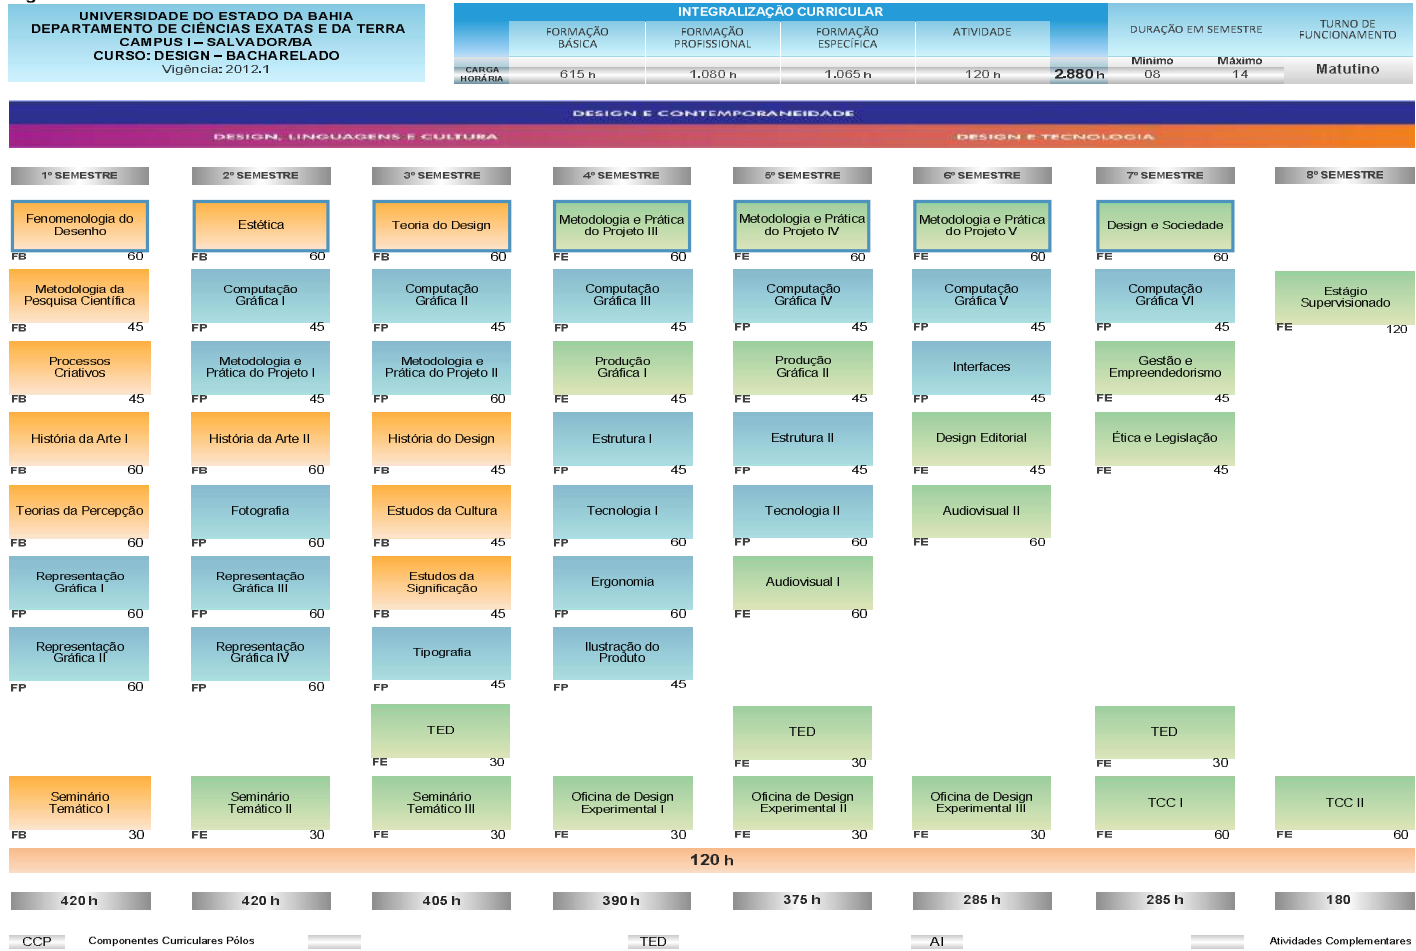 UNIVERSIDADE DO ESTADO DA BAHIA
DEPARTAMENTO DE CIÊNCIAS EXATAS E DA TERRA
CAMPUS I – SALVADOR/BA
CURSO: DESIGN – BACHARELADO
Vigência: 2012.1
INTEGRALIZAÇÃO CURRICULAR
FORMAÇÃO BÁSICA
FORMAÇÃO PROFISSIONAL
FORMAÇÃO ESPECÍFICA
ATIVIDADE
DURAÇÃO EM SEMESTRE
TURNO DE FUNCIONAMENTO
CARGA HORÁRIA
615 h
1.080 h
1.065 h
120 h
2.880 h
Mínimo
08
Máximo
14
Matutino
DESIGN E CONTEMPORANEIDADE
DESIGN, LINGUAGENS E CULTURA
DESIGN E TECNOLOGIA
1º SEMESTRE
2º SEMESTRE
3º SEMESTRE
4º SEMESTRE
5º SEMESTRE
6º SEMESTRE
7º SEMESTRE
8º SEMESTRE
Fenomenologia do Desenho
FB 60
Estética
FB 60
Teoria do Design
FB 60
Metodologia e Prática do Projeto III
FE 60
Metodologia e Prática do Projeto IV
FE 60
Metodologia e Prática do Projeto V
FE 60
Design e Sociedade
FE 60
Metodologia da Pesquisa Científica
FB 45
Computação Gráfica I
FP 45
Computação Gráfica II
FP 45
Computação Gráfica III
FP 45
Computação Gráfica IV
FP 45
Computação Gráfica V
FP 45
Computação Gráfica VI
FP 45
Estágio Supervisionado
FE 120
Processos Criativos
FB 45
Metodologia e Prática do Projeto I
FP 45
Metodologia e Prática do Projeto II
FP 60
Produção Gráfica I
FE 45
Produção Gráfica II
FE 45
Interfaces
FP 45
Gestão e Empreendedorismo
FE 45
História da Arte I
FB 60
História da Arte II
FB 60
História do Design
FB 45
Estrutura I
FP 45
Estrutura II
FP 45
Design Editorial
FE 45
Ética e Legislação
FE 45
Teorias da Percepção
FB 60
Fotografia
FP 60
Estudos da Cultura
FB 45
Tecnologia I
FP 60
Tecnologia II
FP 60
Audiovisual II
FE 60
Representação Gráfica I
FP 60
Representação Gráfica III
FP 60
Estudos da Significação
FB 45
Ergonomia
FP 60
Audiovisual I
FE 60
Representação Gráfica II
FP 60
Representação Gráfica IV
FP 60
Tipografia
FP 45
Ilustração do Produto
FP 45
TED
FE 30
TED
FE 30
TED
FE 30
Seminário Temático I
FB 30
Seminário Temático II
FE 30
Seminário Temático III
FE 30
Oficina de Design Experimental I
FE 30
Oficina de Design Experimental II
FE 30
Oficina de Design Experimental III
FE 30
TCC I
FE 60
TCC II
FE 60
120 h
420 h
420 h
405 h
390 h
375 h
285 h
285 h
180
CCP
Componentes Curriculares Pólos
TED
AI
Atividades Complementares